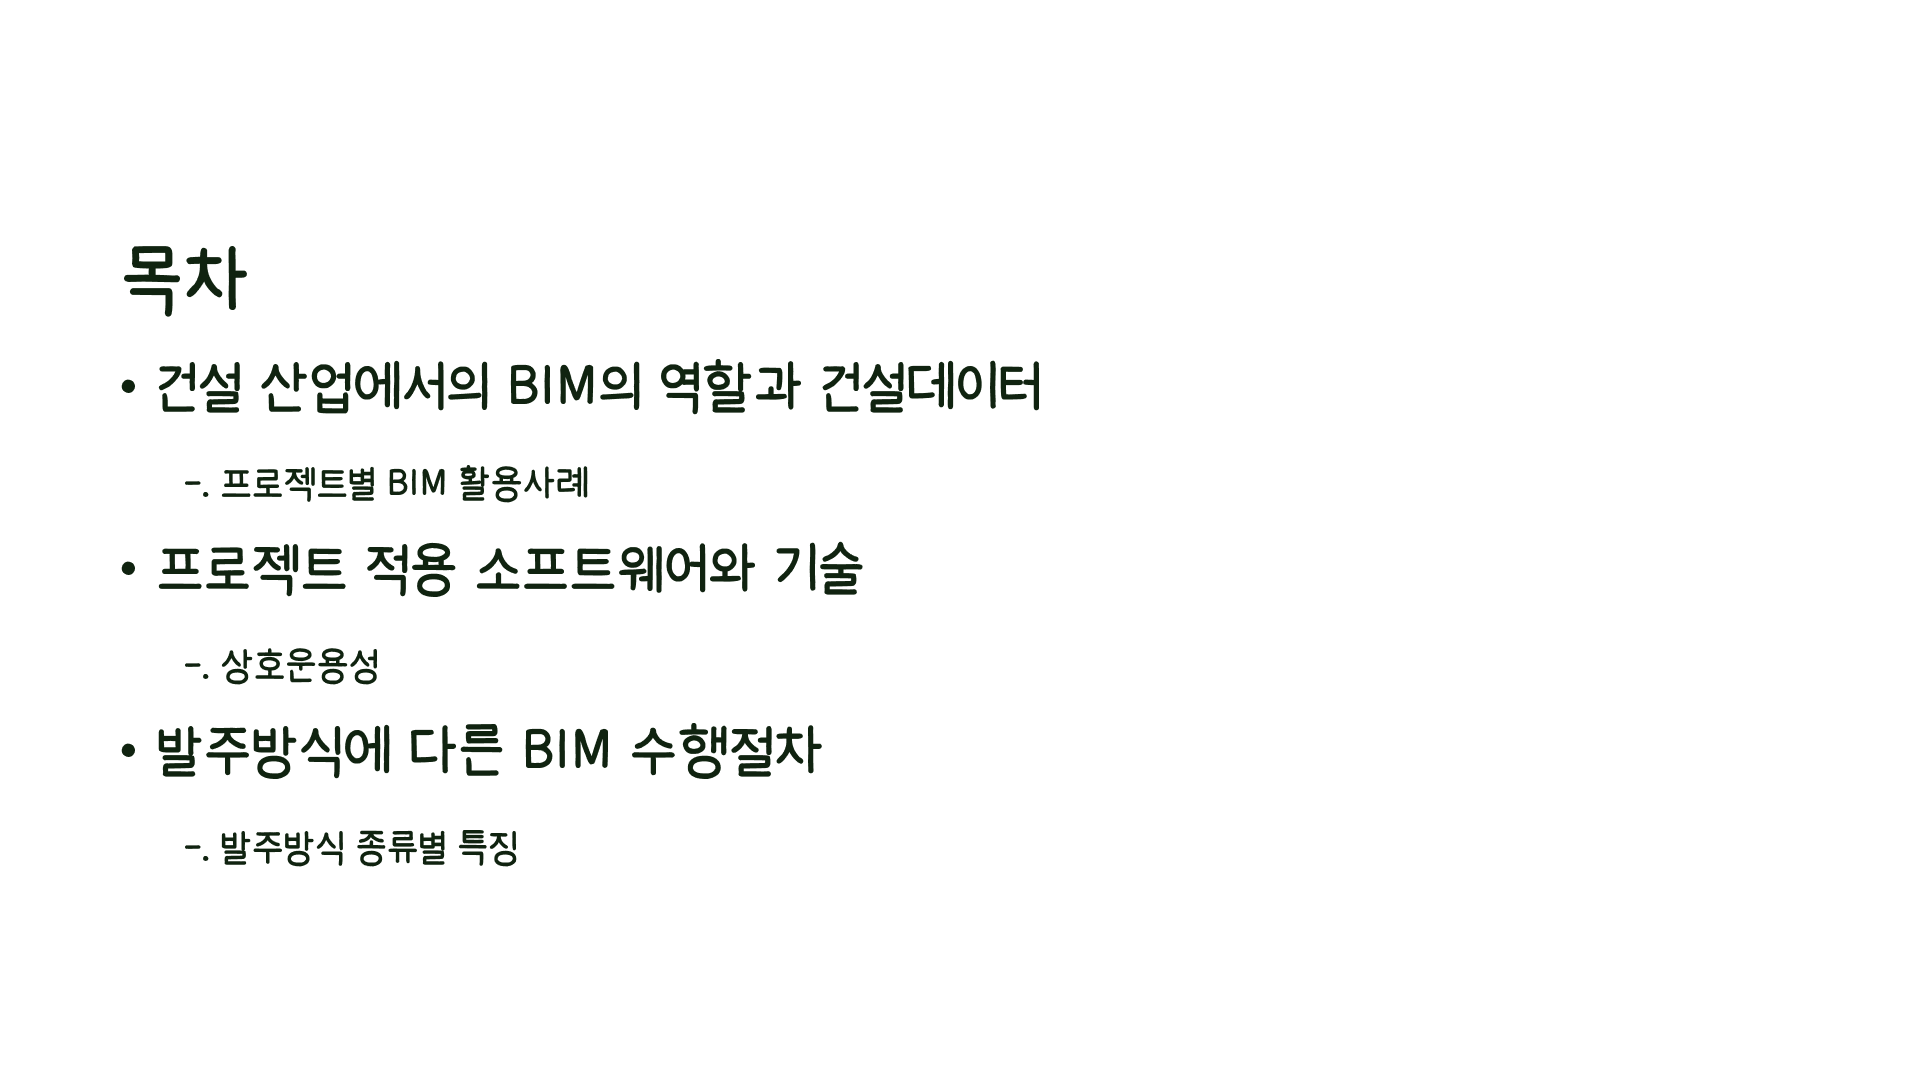 목차
• 건설 산업에서의 BIM의 역할과 건설데이터
-. 프로젝트별 BIM 활용사례
• 프로젝트 적용 소프트웨어와 기술
-. 상호운용성
• 발주방식에 다른 BIM 수행절차
-. 발주방식 종류별 특징